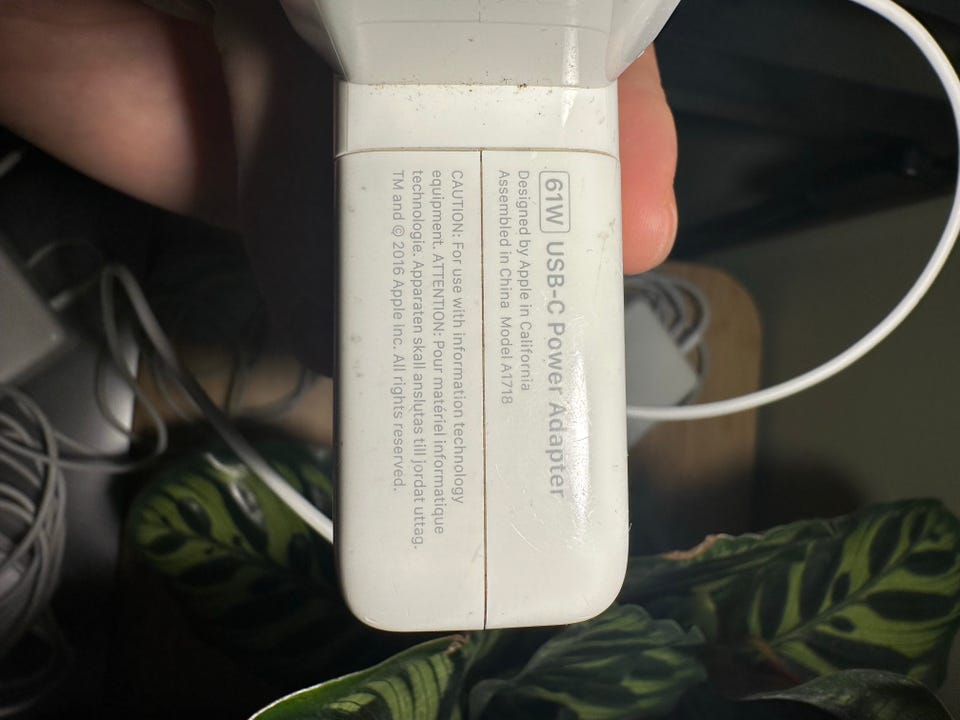 61W USB-C Power Adapter
Designed by Apple in California
Assembled in China Model A1718
CAUTION: For use with information technology
equipment. ATTENTION: Pour matériel informatique
technologie. Apparaten skall anslutas till jordat uttag.
TM and © 2016 Apple Inc. All rights reserved.